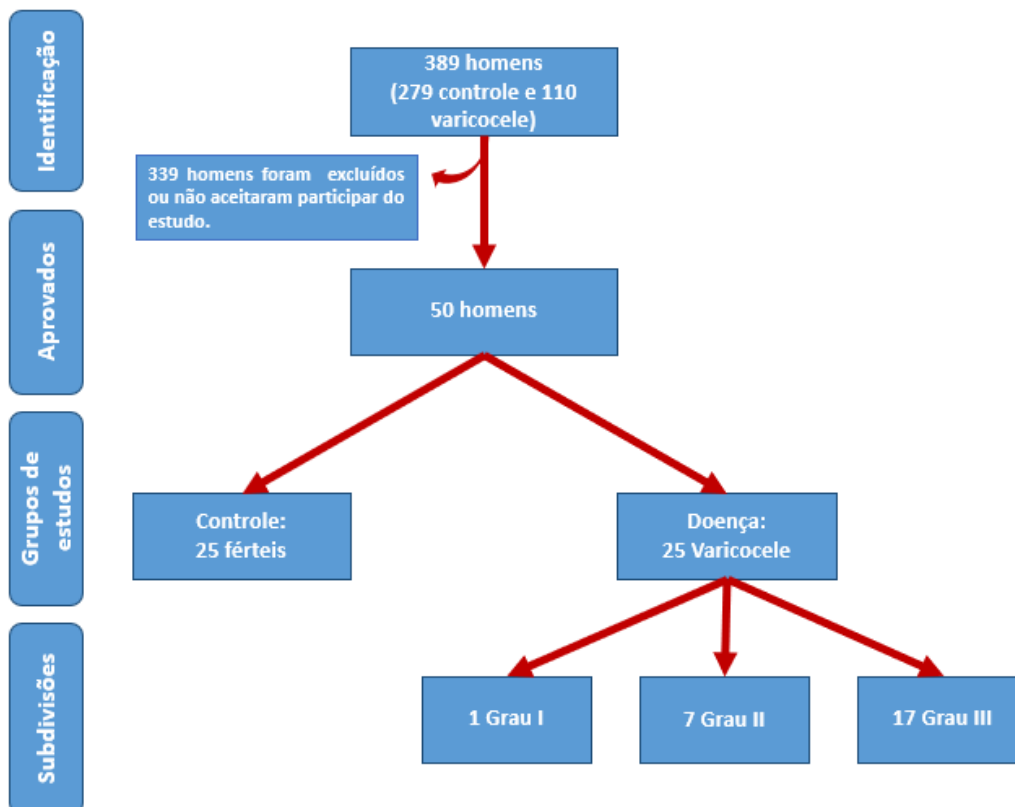 Identificação
389 homens
(279 controle e 110
varicocele)
339 homens foram excluídos
ou não aceitaram participar do
estudo.
Aprovados
50 homens
Grupos de
estudos
Controle:
25 férteis
Doença:
25 Varicocele
Subdivisões
1 Grau I
7 Grau II
17 Grau III